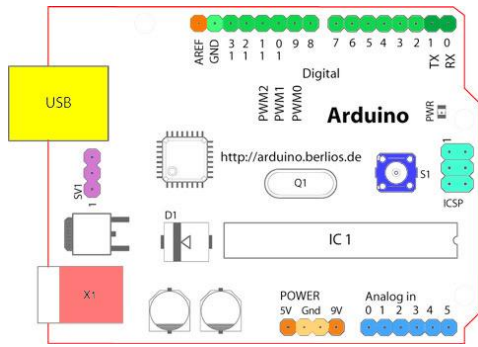 AREF
GND
13
12
11
10
9
8
7
6
5
4
3
2
1
0
TX
RX
Digital
USB
PWM2
PWM1
PWM0
Arduino
PWR
http://arduino.berlios.de
Q1
S1
1
ICSP
SV1
1
D1
IC 1
X1
POWER
5V Gnd 9V
Analog in
0 1 2 3 4 5